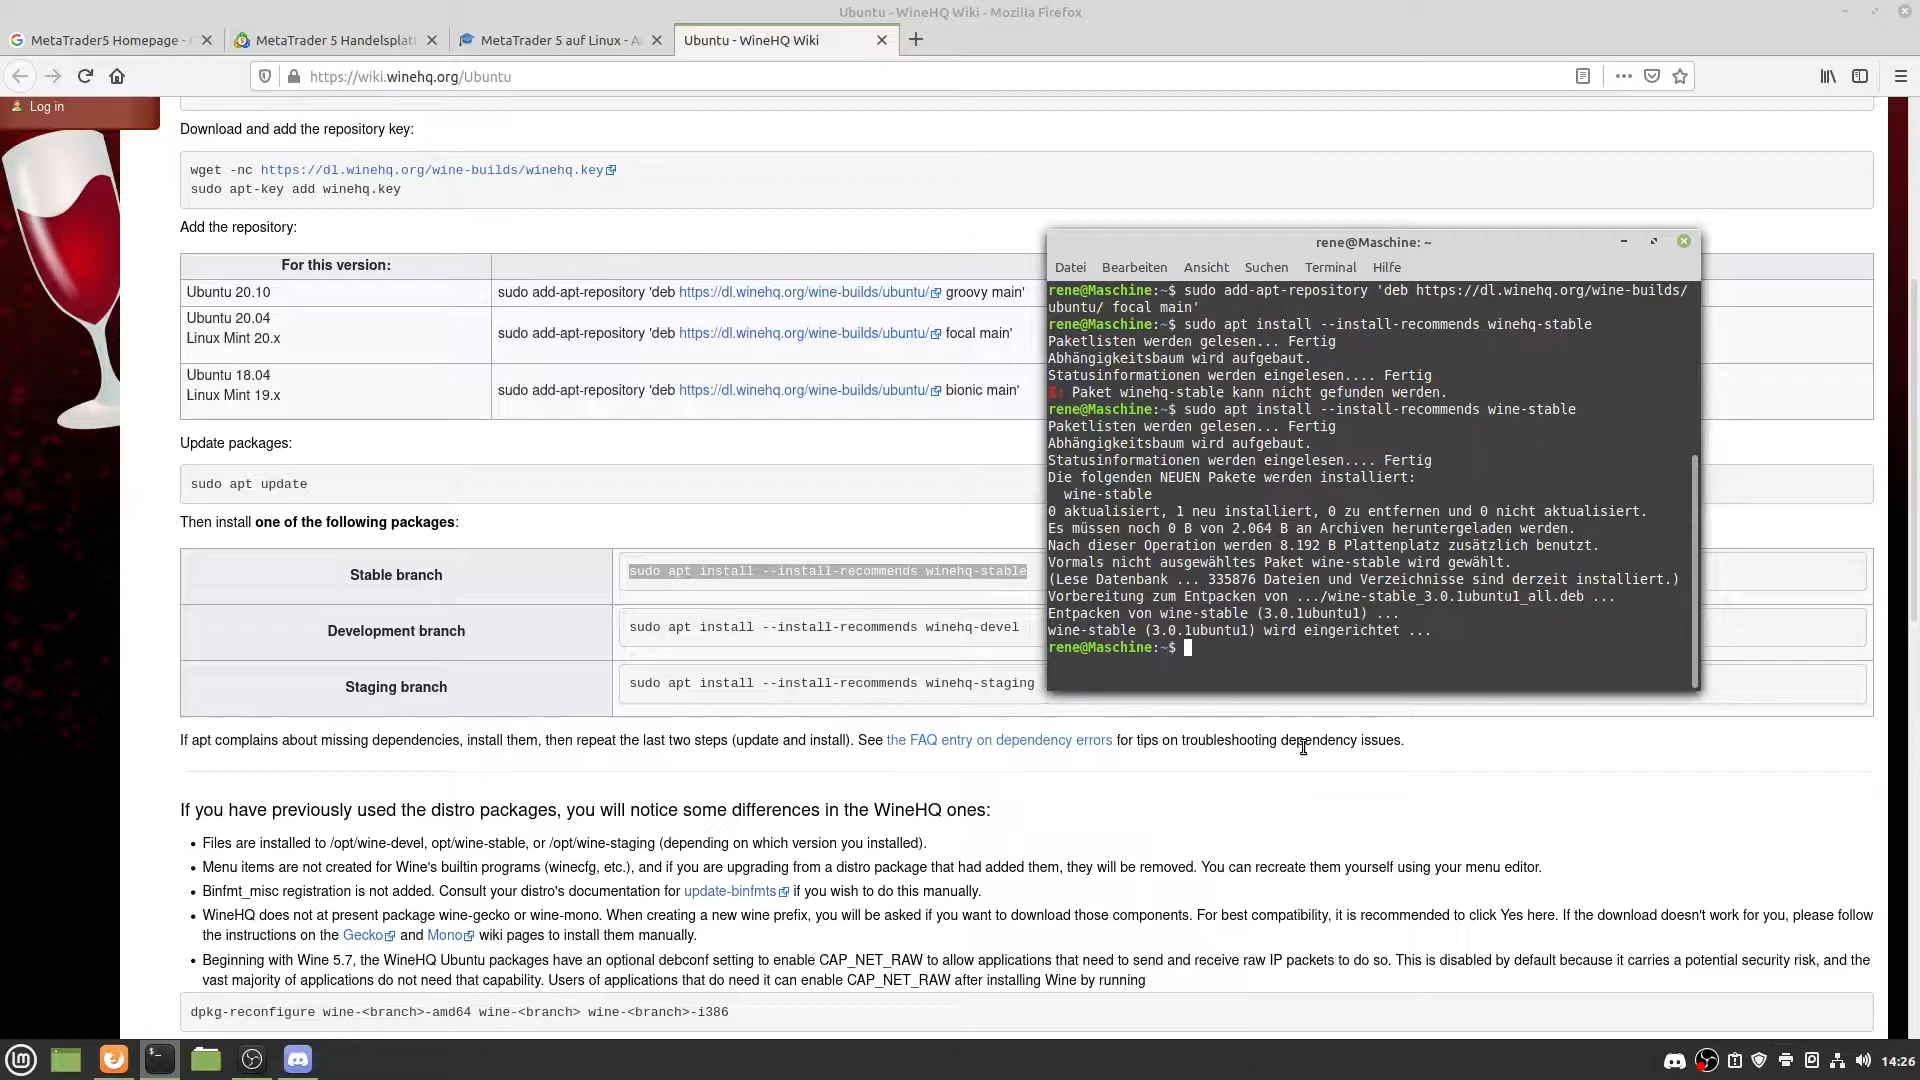 Ubuntu - WineHQ Wiki - Mozilla Firefox
MetaTrader5 Homepage -
MetaTrader 5 Handelsplat
MetaTrader 5 auf Linux - A
Ubuntu - WineHQ Wiki
https://wiki.winehq.org/Ubuntu
Log in
Download and add the repository key:
wget -nc https://dl.winehq.org/wine-builds/winehq.key
sudo apt-key add winehq.key
Add the repository:
For this version:
Ubuntu 20.10
sudo add-apt-repository 'deb https://dl.winehq.org/wine-builds/ubuntu/ groovy main'
Ubuntu 20.04
Linux Mint 20.x
sudo add-apt-repository 'deb https://dl.winehq.org/wine-builds/ubuntu/ focal main'
Ubuntu 18.04
Linux Mint 19.x
sudo add-apt-repository 'deb https://dl.winehq.org/wine-builds/ubuntu/ bionic main'
Update packages:
sudo apt update
Then install one of the following packages:
Stable branch
sudo apt install --install-recommends winehq-stable
Development branch
sudo apt install --install-recommends winehq-devel
Staging branch
sudo apt install --install-recommends winehq-staging
rene@Maschine: ~
Datei Bearbeiten Ansicht Suchen Terminal Hilfe
rene@Maschine:~$ sudo add-apt-repository 'deb https://dl.winehq.org/wine-builds/
ubuntu/ focal main'
rene@Maschine:~$ sudo apt install --install-recommends winehq-stable
Paketlisten werden gelesen... Fertig
Abhängigkeitsbaum wird aufgebaut.
Statusinformationen werden eingelesen.... Fertig
E: Paket winehq-stable kann nicht gefunden werden.
rene@Maschine:~$ sudo apt install --install-recommends wine-stable
Paketlisten werden gelesen... Fertig
Abhängigkeitsbaum wird aufgebaut.
Statusinformationen werden eingelesen.... Fertig
Die folgenden NEUEN Pakete werden installiert:
wine-stable
0 aktualisiert, 1 neu installiert, 0 zu entfernen und 0 nicht aktualisiert.
Es müssen noch 0 B von 2.064 B an Archiven heruntergeladen werden.
Nach dieser Operation werden 8.192 B Plattenplatz zusätzlich benutzt.
Vormals nicht ausgewähltes Paket wine-stable wird gewählt.
(Lese Datenbank ... 335876 Dateien und Verzeichnisse sind derzeit installiert.)
Vorbereitung zum Entpacken von .../wine-stable_3.0.1ubuntu1_all.deb ...
Entpacken von wine-stable (3.0.1ubuntu1) ...
wine-stable (3.0.1ubuntu1) wird eingerichtet ...
rene@Maschine:~$
If apt complains about missing dependencies, install them, then repeat the last two steps (update and install). See the FAQ entry on dependency errors for tips on troubleshooting dependency issues.
If you have previously used the distro packages, you will notice some differences in the WineHQ ones:
• Files are installed to /opt/wine-devel, opt/wine-stable, or /opt/wine-staging (depending on which version you installed).
• Menu items are not created for Wine's builtin programs (winecfg, etc.), and if you are upgrading from a distro package that had added them, they will be removed. You can recreate them yourself using your menu editor.
• Binfmt_misc registration is not added. Consult your distro's documentation for update-binfmts if you wish to do this manually.
• WineHQ does not at present package wine-gecko or wine-mono. When creating a new wine prefix, you will be asked if you want to download those components. For best compatibility, it is recommended to click Yes here. If the download doesn't work for you, please follow
the instructions on the Gecko and Mono wiki pages to install them manually.
• Beginning with Wine 5.7, the WineHQ Ubuntu packages have an optional debconf setting to enable CAP_NET_RAW to allow applications that need to send and receive raw IP packets to do so. This is disabled by default because it carries a potential security risk, and the
vast majority of applications do not need that capability. Users of applications that do need it can enable CAP_NET_RAW after installing Wine by running
dpkg-reconfigure wine-<branch>-amd64 wine-<branch> wine-<branch>-i386
14:26